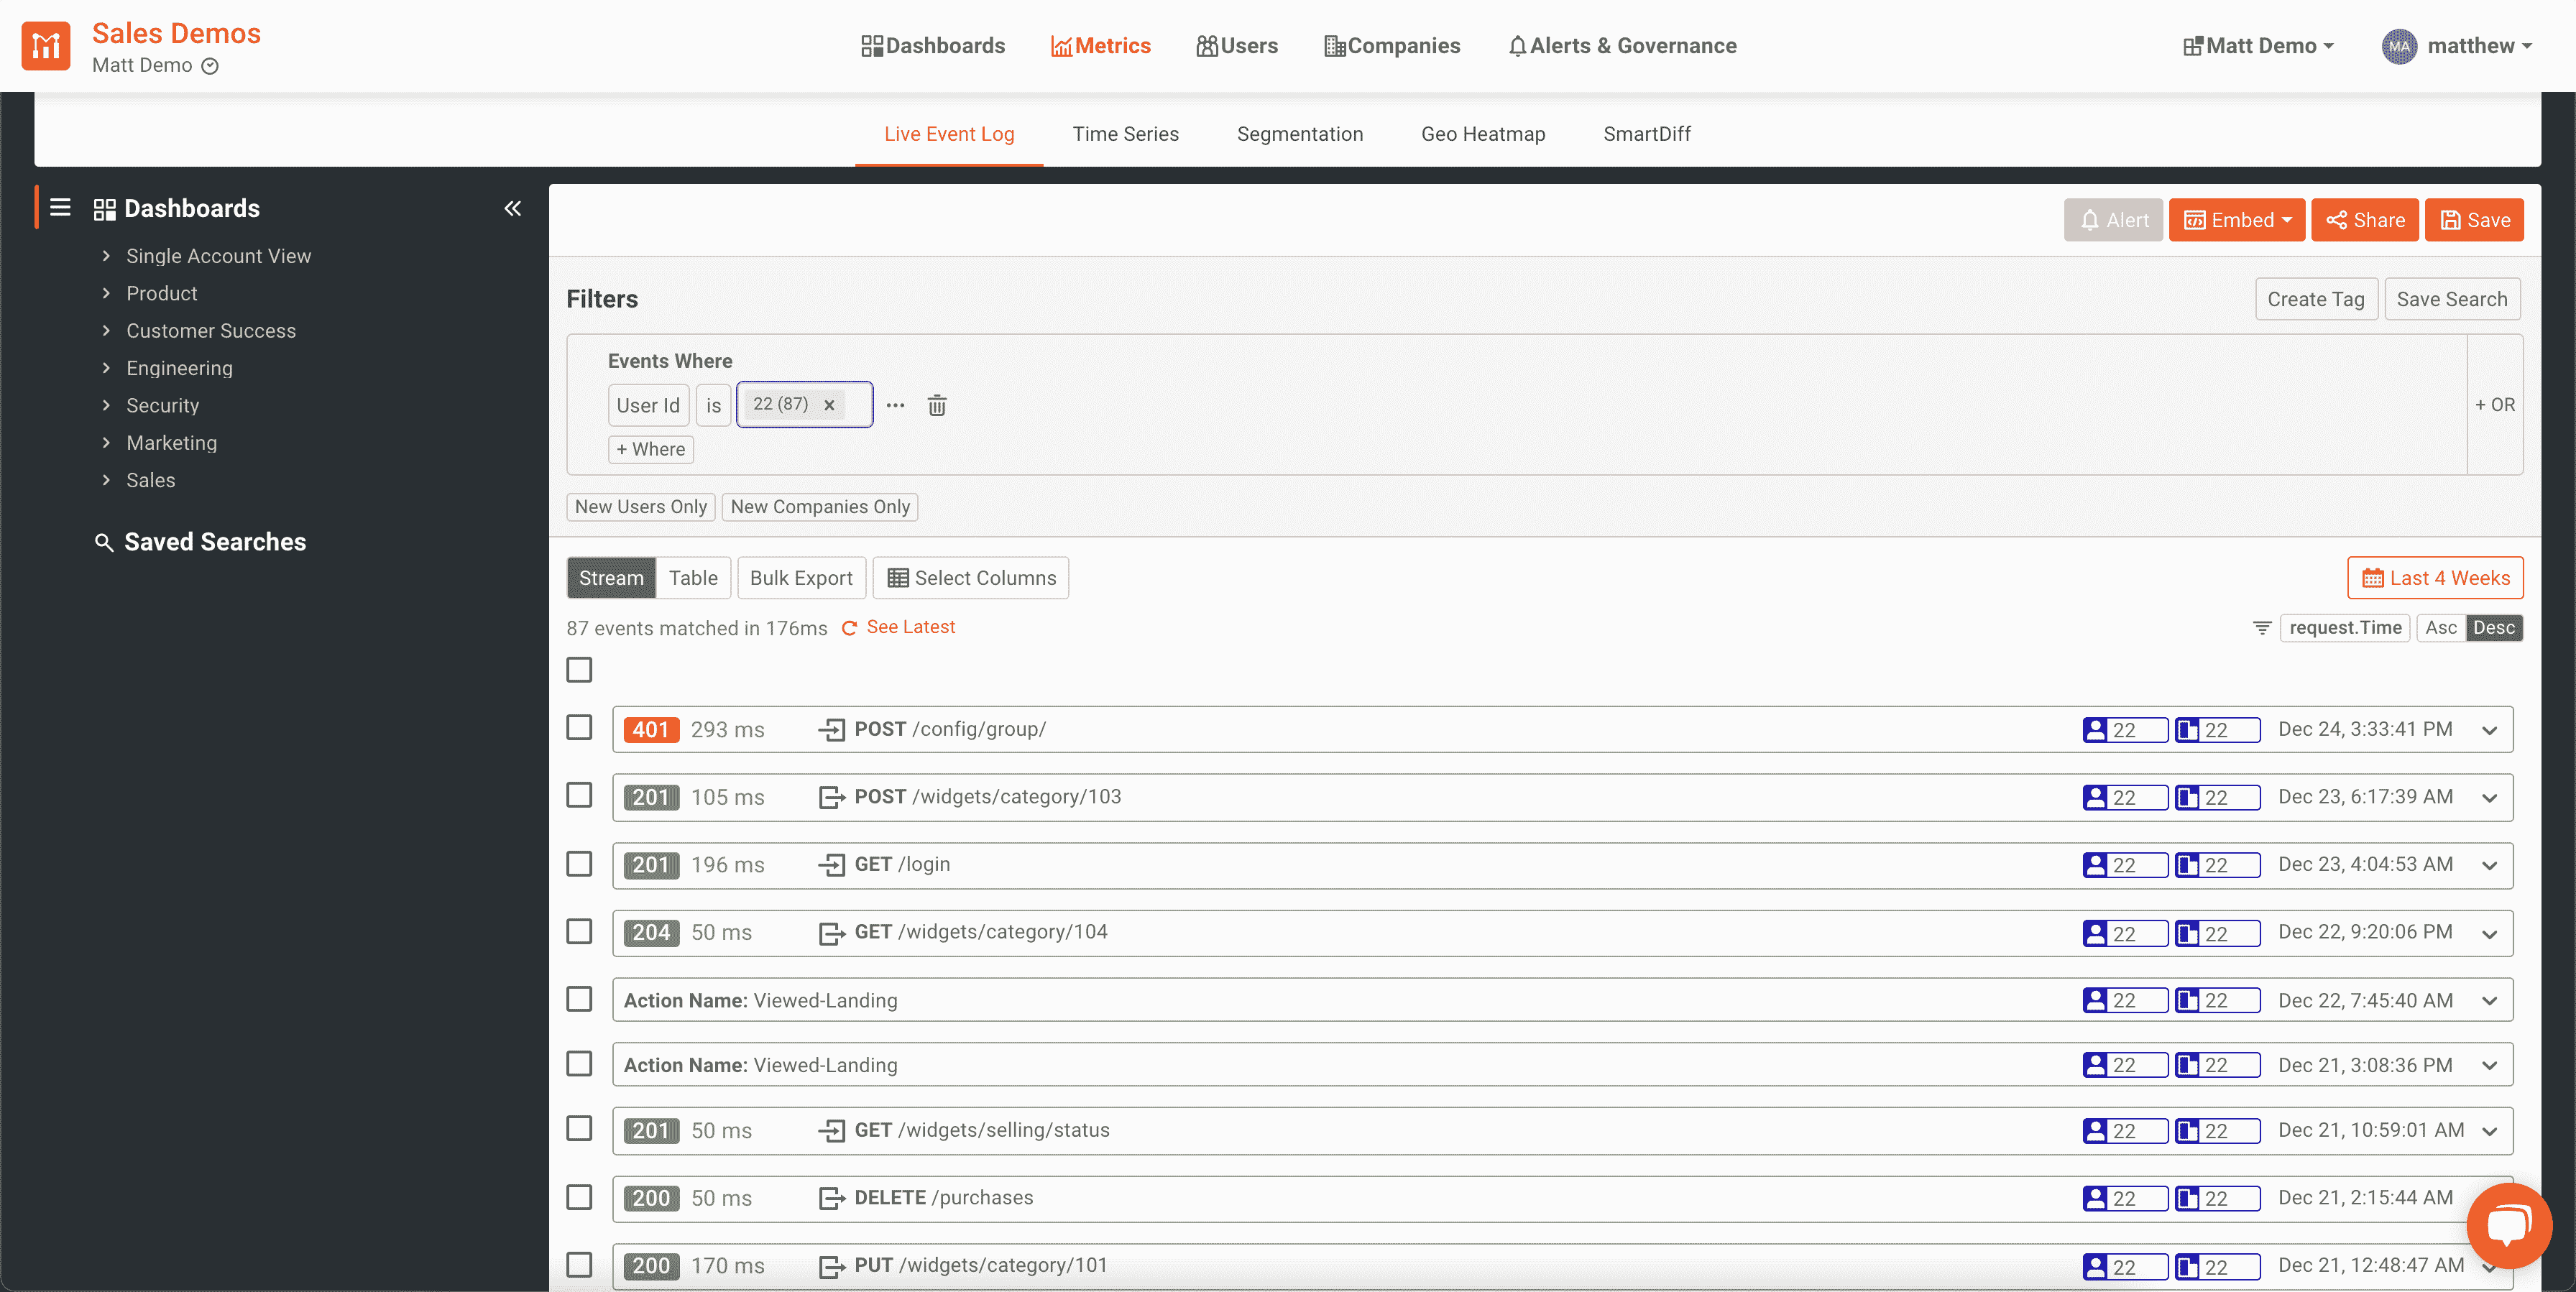 Sales Demos
Matt Demo
Dashboards Metrics Users Companies Alerts & Governance
Matt Demo MA matthew
Live Event Log Time Series Segmentation Geo Heatmap SmartDiff
Dashboards
Single Account View
Product
Customer Success
Engineering
Security
Marketing
Sales
Saved Searches
Alert Embed Share Save
Filters
Create Tag Save Search
Events Where
User Id is 22 (87) x ...
+ OR
+ Where
New Users Only New Companies Only
Stream Table Bulk Export Select Columns Last 4 Weeks
87 events matched in 176ms See Latest request.Time Asc Desc
401 293 ms POST /config/group/ 22 22 Dec 24, 3:33:41 PM
201 105 ms POST /widgets/category/103 22 22 Dec 23, 6:17:39 AM
201 196 ms GET /login 22 22 Dec 23, 4:04:53 AM
204 50 ms GET /widgets/category/104 22 22 Dec 22, 9:20:06 PM
Action Name: Viewed-Landing 22 22 Dec 22, 7:45:40 AM
Action Name: Viewed-Landing 22 22 Dec 21, 3:08:36 PM
201 50 ms GET /widgets/selling/status 22 22 Dec 21, 10:59:01 AM
200 50 ms DELETE /purchases 22 22 Dec 21, 2:15:44 AM
200 170 ms PUT /widgets/category/101 22 22 Dec 21, 12:48:47 AM